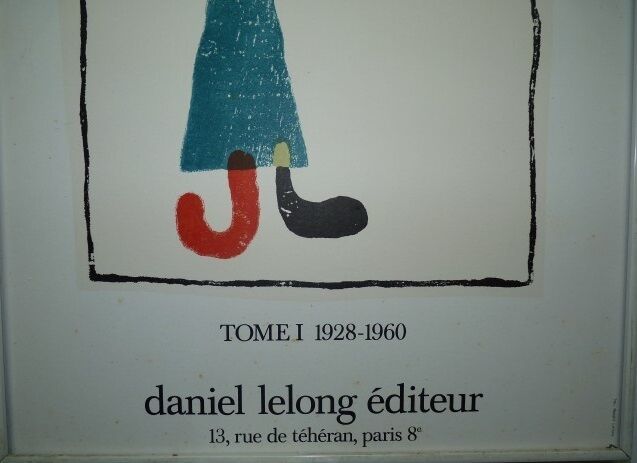 TOME I 1928-1960
daniel lelong éditeur
13, rue de téhéran, paris 8e